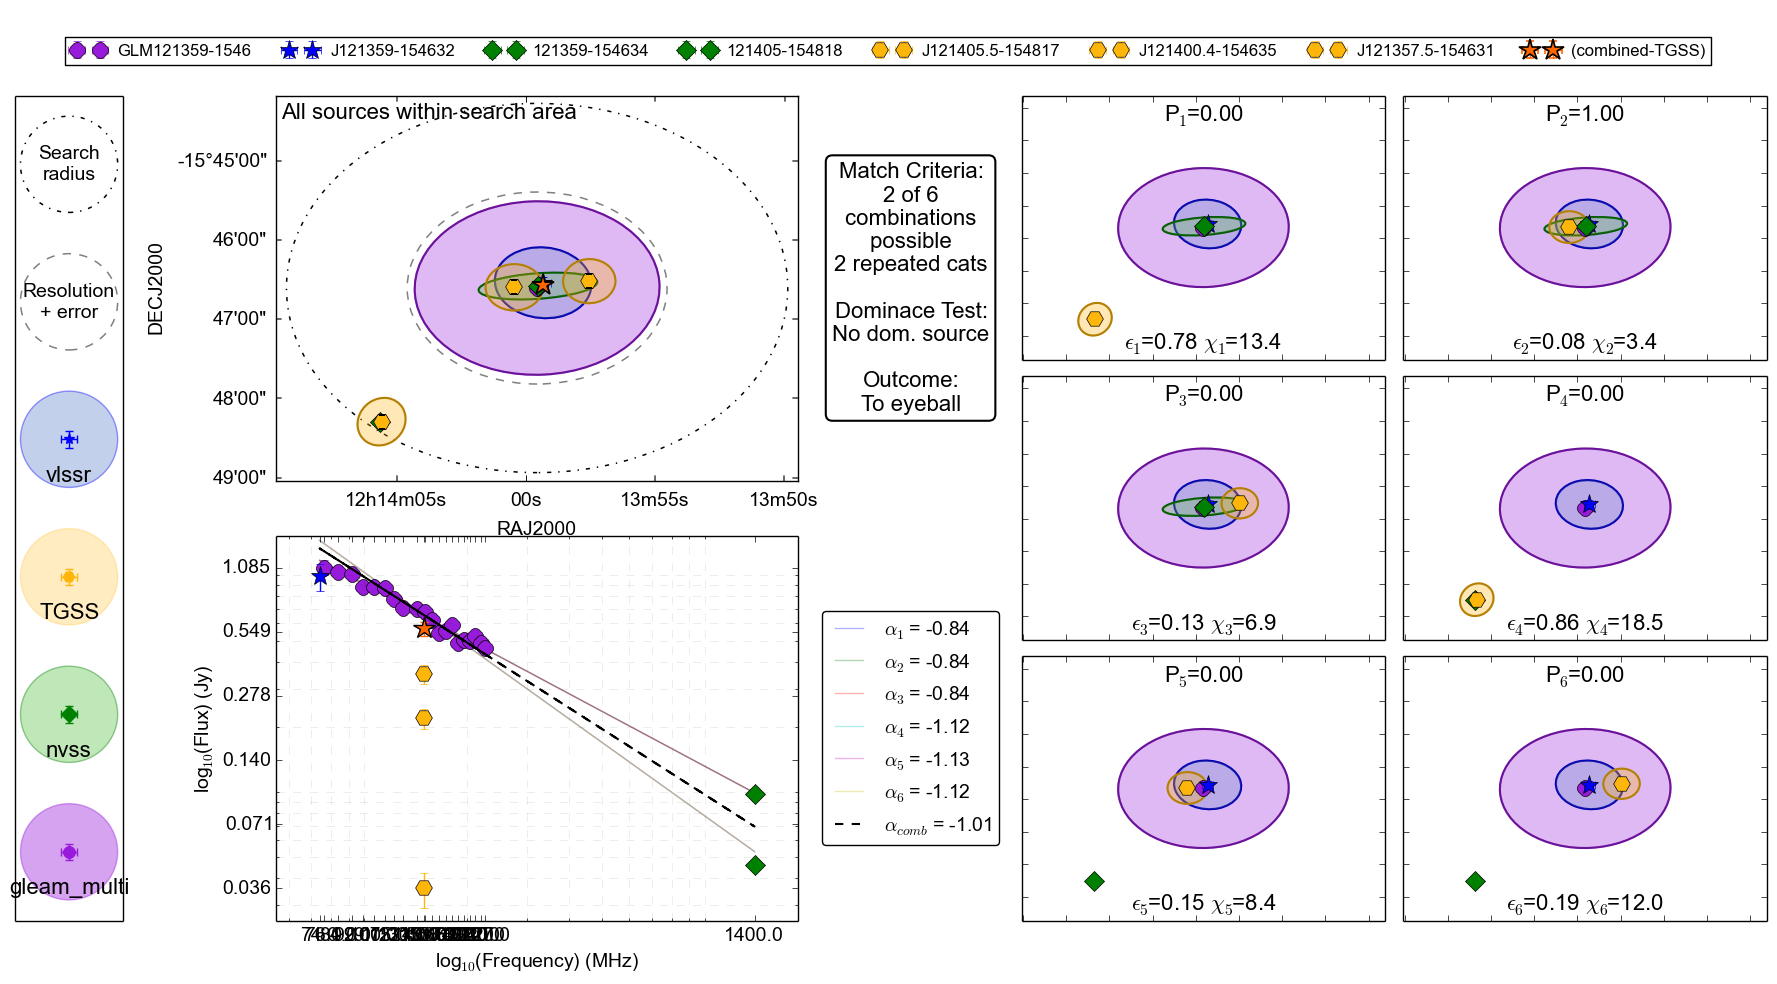 GLM121359-1546 J121359-154632 121359-154634 121405-154818 J121405.5-154817 J121400.4-154635 J121357.5-154631 (combined-TGSS)
Search
radius
Resolution
+ error
vlssr
TGSS
nvss
gleam_multi
All sources within search area
DECJ2000
-15°45'00"
46'00"
47'00"
48'00"
49'00"
12h14m05s 00s 13m55s 13m50s
RAJ2000
Match Criteria:
2 of 6
combinations
possible
2 repeated cats
Dominace Test:
No dom. source
Outcome:
To eyeball
log10(Flux) (Jy)
1.085
0.549
0.278
0.140
0.071
0.036
1400.0
log10(Frequency) (MHz)
α1 = -0.84
α2 = -0.84
α3 = -0.84
α4 = -1.12
α5 = -1.13
α6 = -1.12
αcomb = -1.01
P1=0.00
ϵ1=0.78 χ1=13.4
P2=1.00
ϵ2=0.08 χ2=3.4
P3=0.00
ϵ3=0.13 χ3=6.9
P4=0.00
ϵ4=0.86 χ4=18.5
P5=0.00
ϵ5=0.15 χ5=8.4
P6=0.00
ϵ6=0.19 χ6=12.0